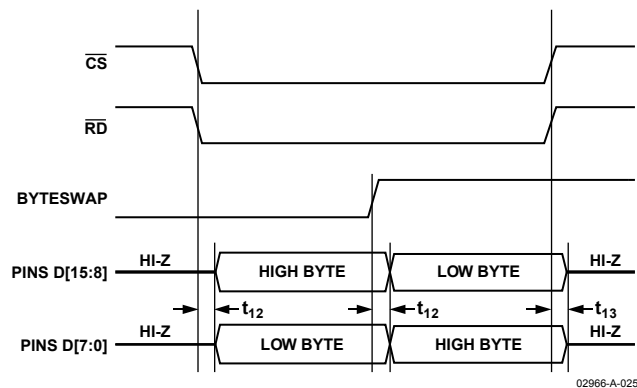 CS
RD
BYTESWAP
PINS D[15:8] HI-Z HIGH BYTE LOW BYTE HI-Z
t12 t12 t13
PINS D[7:0] HI-Z LOW BYTE HIGH BYTE HI-Z
02966-A-025